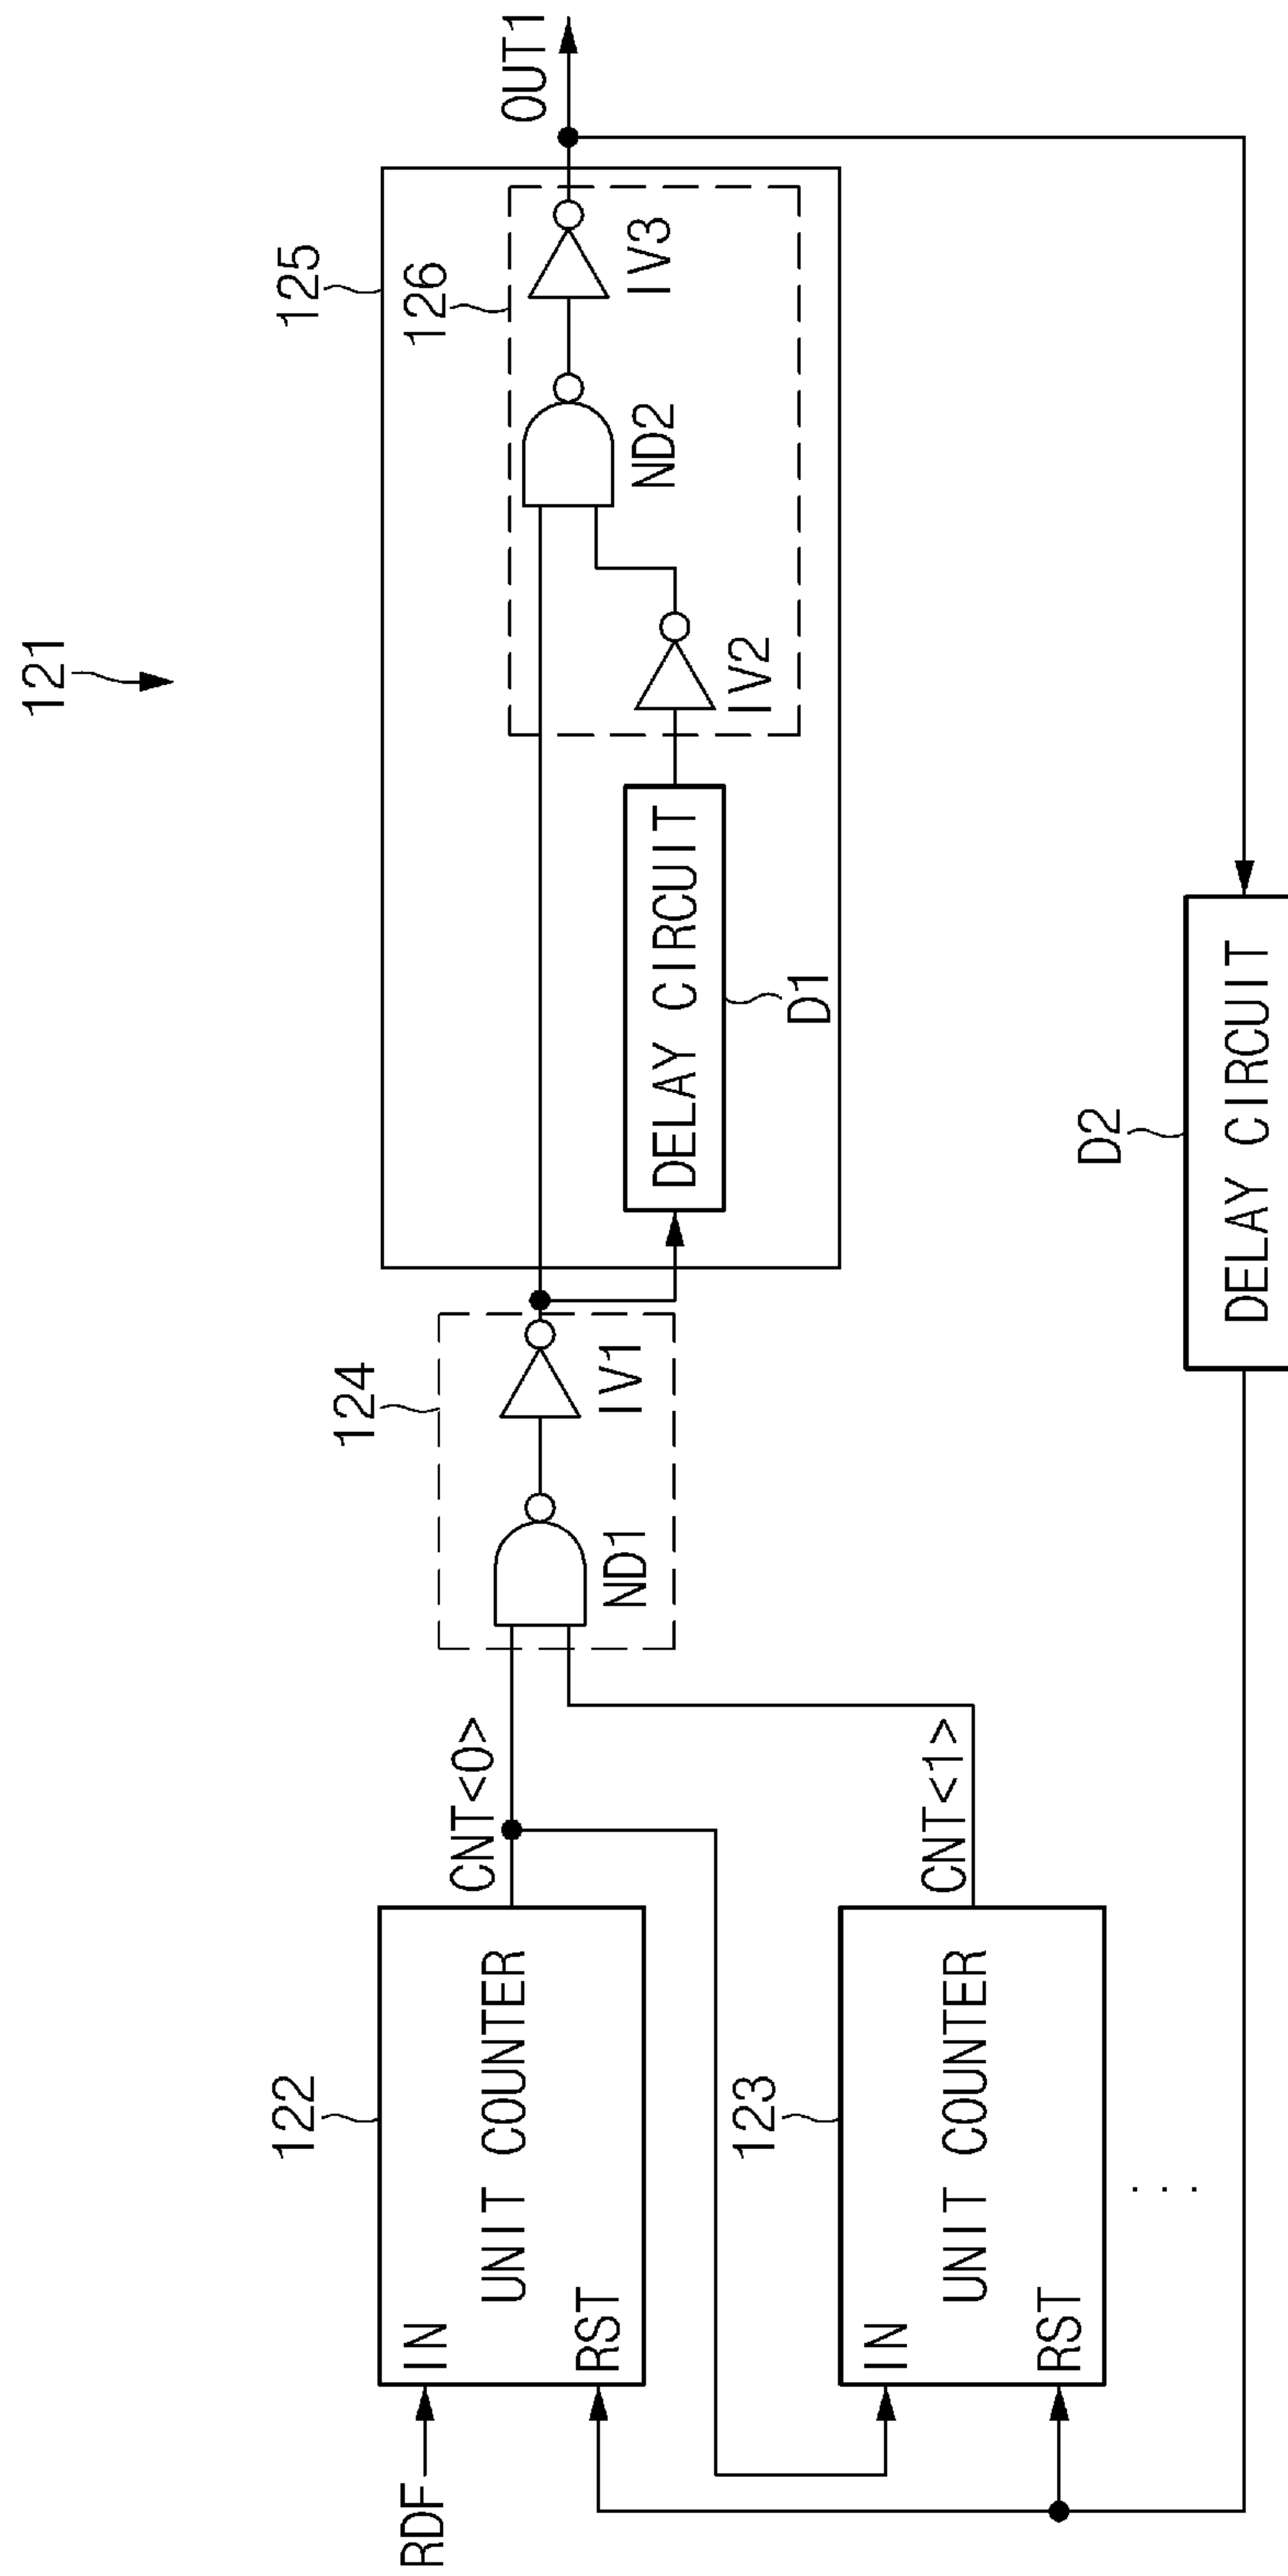 121
RDF
IN
UNIT COUNTER
RST
122
CNT<0>
IN
UNIT COUNTER
RST
123
CNT<1>
. . .
124
ND1
IV1
125
DELAY CIRCUIT
D1
126
IV2
ND2
IV3
OUT1
D2
DELAY CIRCUIT